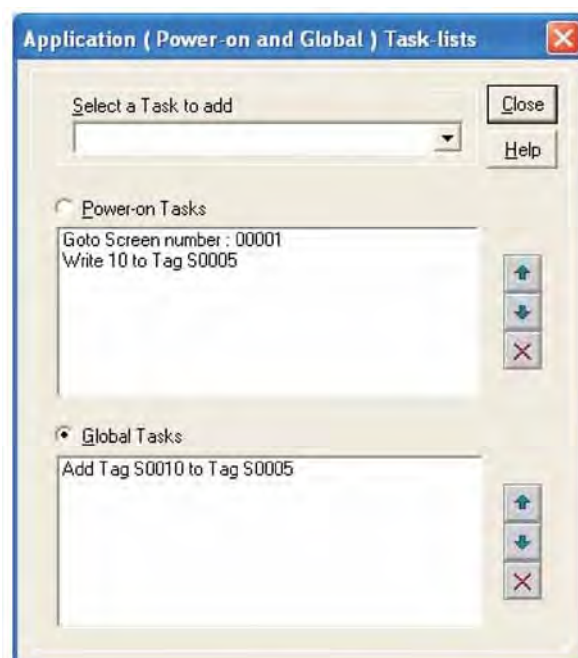 Application ( Power-on and Global ) Task-lists
Select a Task to add
Close
Help
Power-on Tasks
Goto Screen number : 00001
Write 10 to Tag S0005
Global Tasks
Add Tag S0010 to Tag S0005